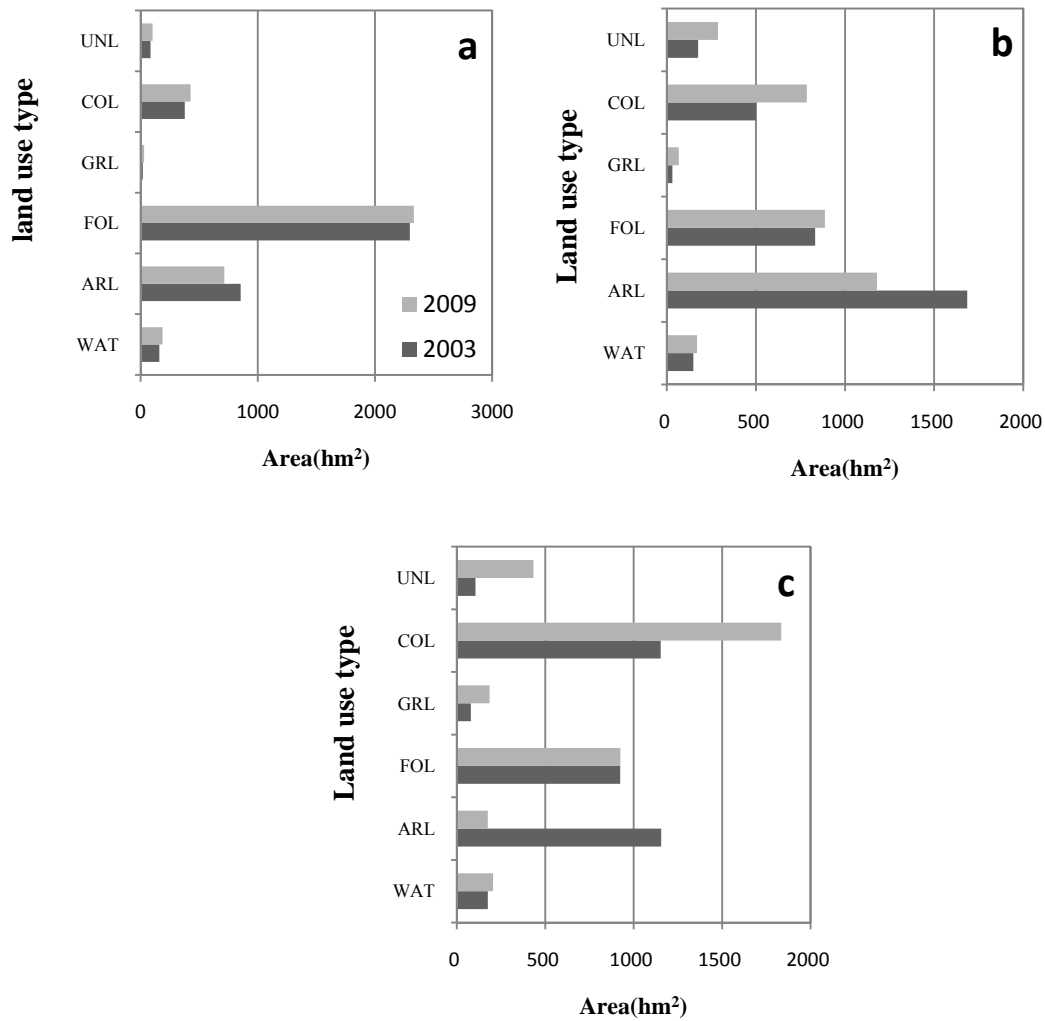 a
land use type
UNL
COL
GRL
FOL
ARL
WAT
2009
2003
0 1000 2000 3000
Area(hm²)
b
Land use type
UNL
COL
GRL
FOL
ARL
WAT
0 500 1000 1500 2000
Area(hm²)
c
Land use type
UNL
COL
GRL
FOL
ARL
WAT
0 500 1000 1500 2000
Area(hm²)